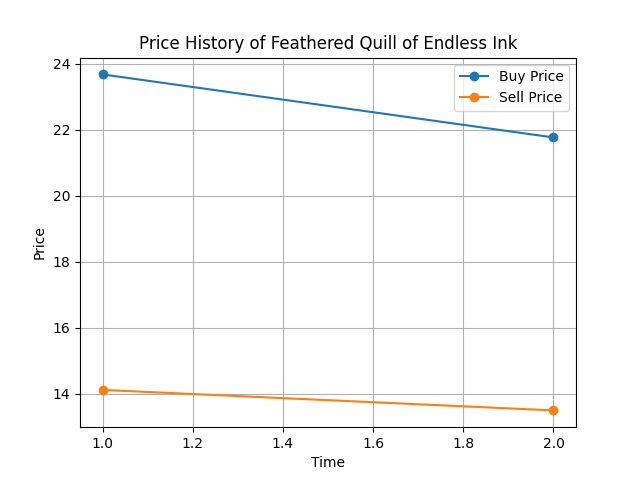 Price History of Feathered Quill of Endless Ink
Buy Price
Sell Price
24
22
20
18
16
14
Price
1.0 1.2 1.4 1.6 1.8 2.0
Time